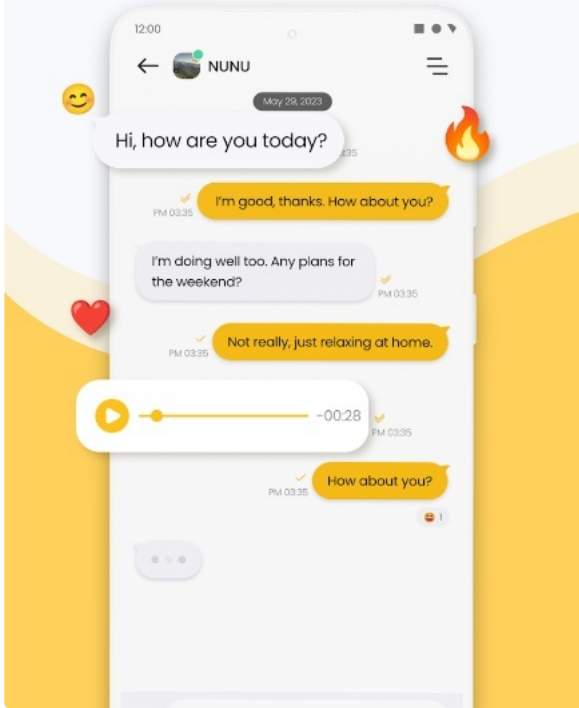 12:00
NUNU
May 29, 2023
Hi, how are you today?
:35
I'm good, thanks. How about you?
PM 03:35
I'm doing well too. Any plans for
the weekend?
PM 03:35
Not really, just relaxing at home.
PM 03:35
-00:28
PM 03:35
How about you?
PM 03:35
1